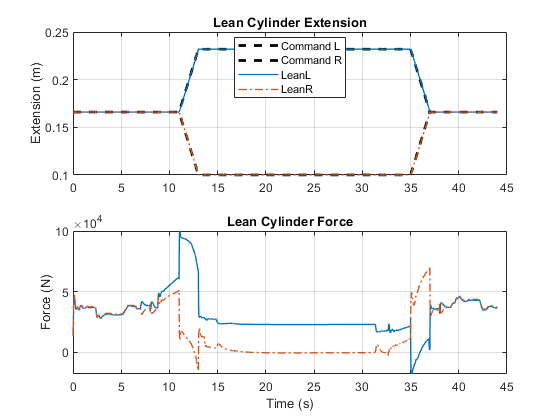 Lean Cylinder Extension
Extension (m)
0.25
0.2
0.15
0.1
Command L
Command R
LeanL
LeanR
0 5 10 15 20 25 30 35 40 45
Lean Cylinder Force
×10⁴
Force (N)
10
5
0
0 5 10 15 20 25 30 35 40 45
Time (s)